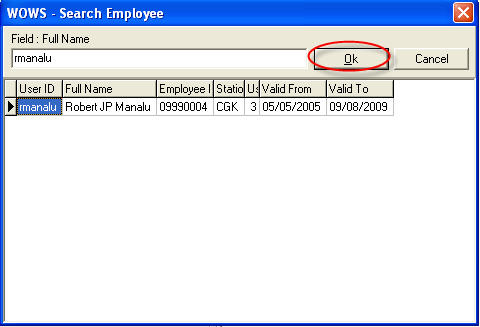 WOWS - Search Employee
Field : Full Name
rmanalu Ok Cancel
User ID Full Name Employee I Statio Us Valid From Valid To
rmanalu Robert JP Manalu 09990004 CGK 3 05/05/2005 09/08/2009